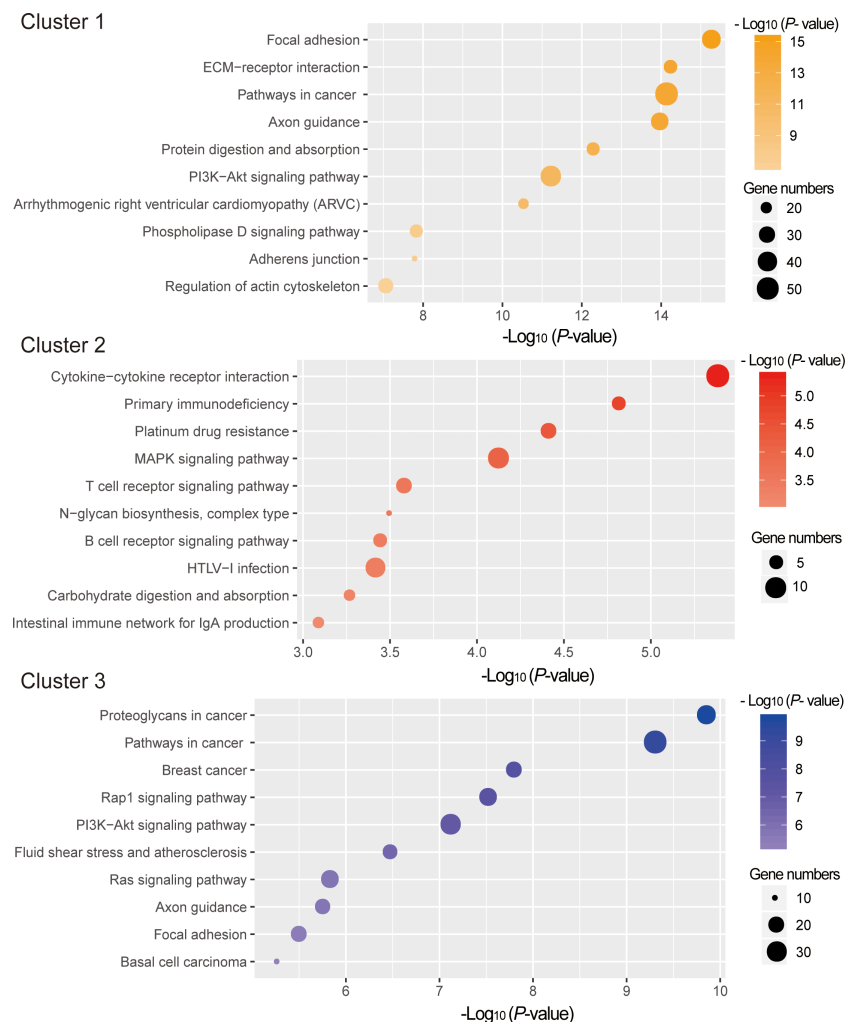 Cluster 1
Focal adhesion
ECM−receptor interaction
Pathways in cancer
Axon guidance
Protein digestion and absorption
PI3K−Akt signaling pathway
Arrhythmogenic right ventricular cardiomyopathy (ARVC)
Phospholipase D signaling pathway
Adherens junction
Regulation of actin cytoskeleton
8 10 12 14
-Log₁₀ (P-value)
- Log₁₀ (P- value)
15
13
11
9
Gene numbers
20
30
40
50
Cluster 2
Cytokine−cytokine receptor interaction
Primary immunodeficiency
Platinum drug resistance
MAPK signaling pathway
T cell receptor signaling pathway
N−glycan biosynthesis, complex type
B cell receptor signaling pathway
HTLV−I infection
Carbohydrate digestion and absorption
Intestinal immune network for IgA production
3.0 3.5 4.0 4.5 5.0
-Log₁₀ (P-value)
- Log₁₀ (P- value)
5.0
4.5
4.0
3.5
Gene numbers
5
10
Cluster 3
Proteoglycans in cancer
Pathways in cancer
Breast cancer
Rap1 signaling pathway
PI3K−Akt signaling pathway
Fluid shear stress and atherosclerosis
Ras signaling pathway
Axon guidance
Focal adhesion
Basal cell carcinoma
6 7 8 9 10
-Log₁₀ (P-value)
- Log₁₀ (P- value)
9
8
7
6
Gene numbers
10
20
30